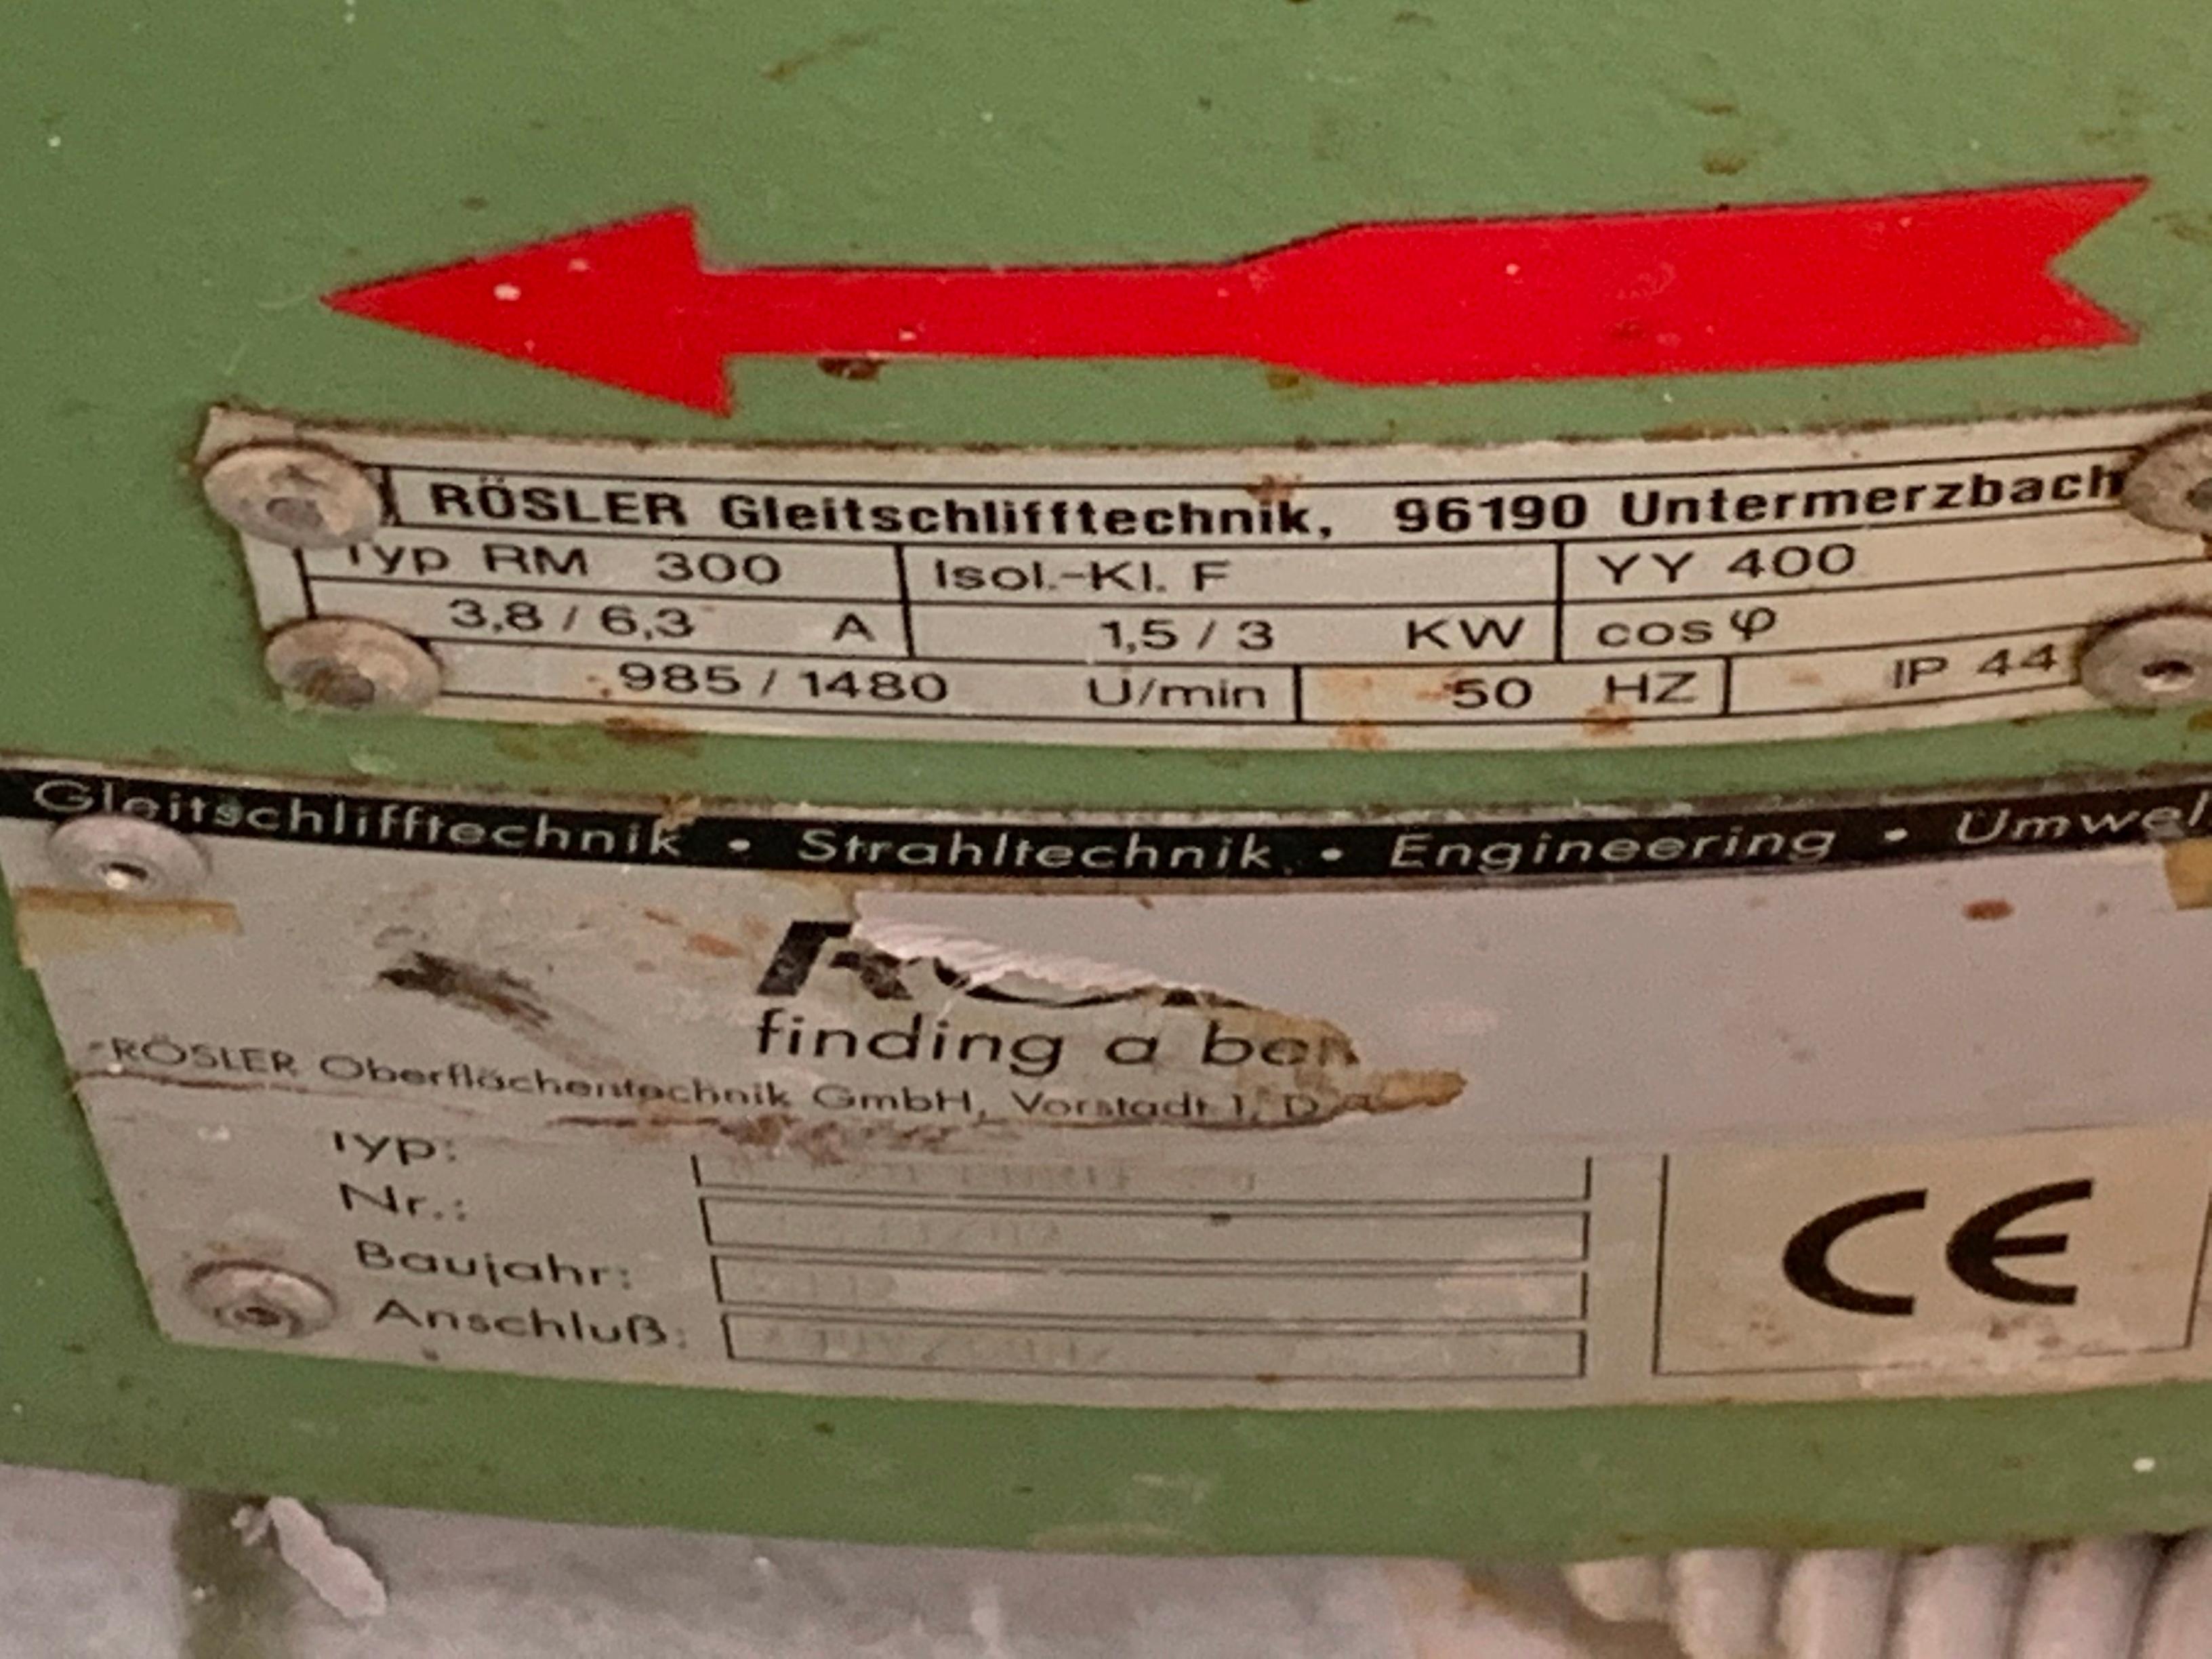 RÖSLER Gleitschlifftechnik, 96190 Untermerzbach
Typ RM 300 Isol.-Kl. F YY 400
3,8 / 6,3 A 1,5 / 3 KW cos φ
985 / 1480 U/min 50 HZ IP 44
Gleitschlifftechnik • Strahltechnik • Engineering • Umwel
finding a be
RÖSLER Oberflächentechnik GmbH, Vorstadt 1, D
Typ:
Nr.:
Baujahr:
Anschluß:
CE